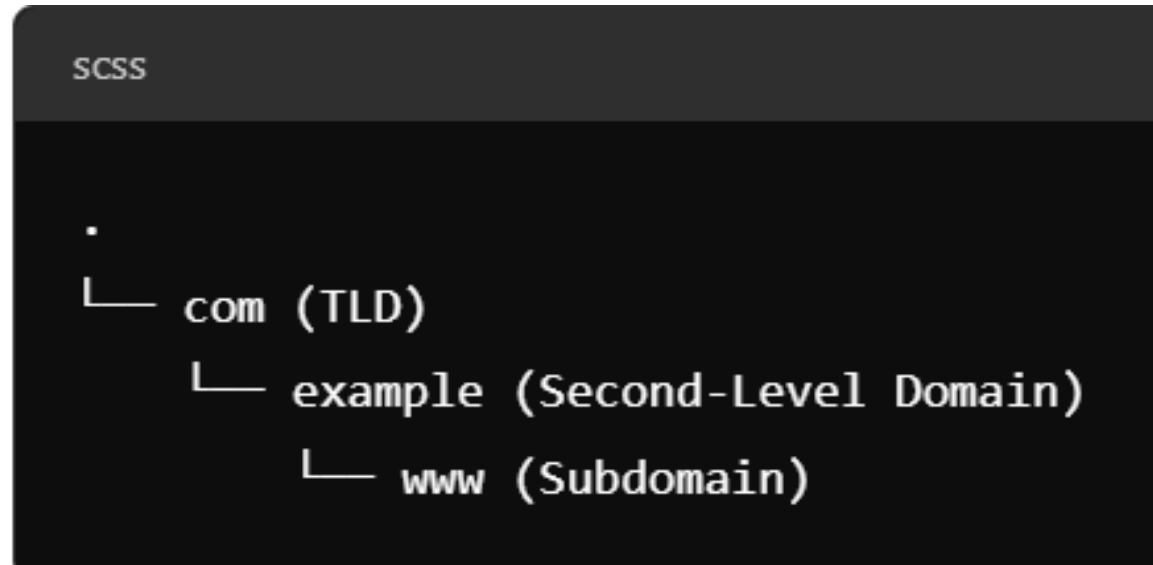 scss
.
└── com (TLD)
    └── example (Second-Level Domain)
        └── www (Subdomain)